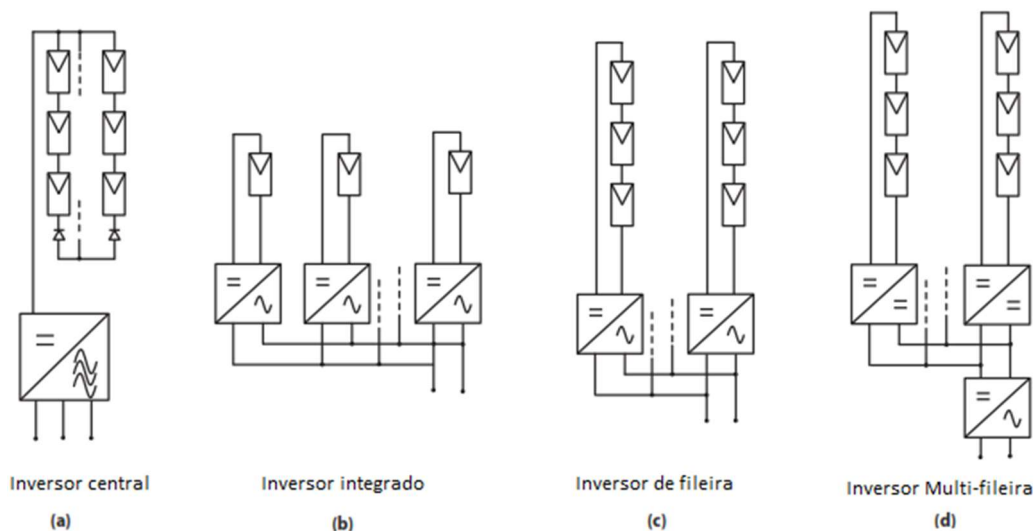 Inversor central
(a)
Inversor integrado
(b)
Inversor de fileira
(c)
Inversor Multi-fileira
(d)